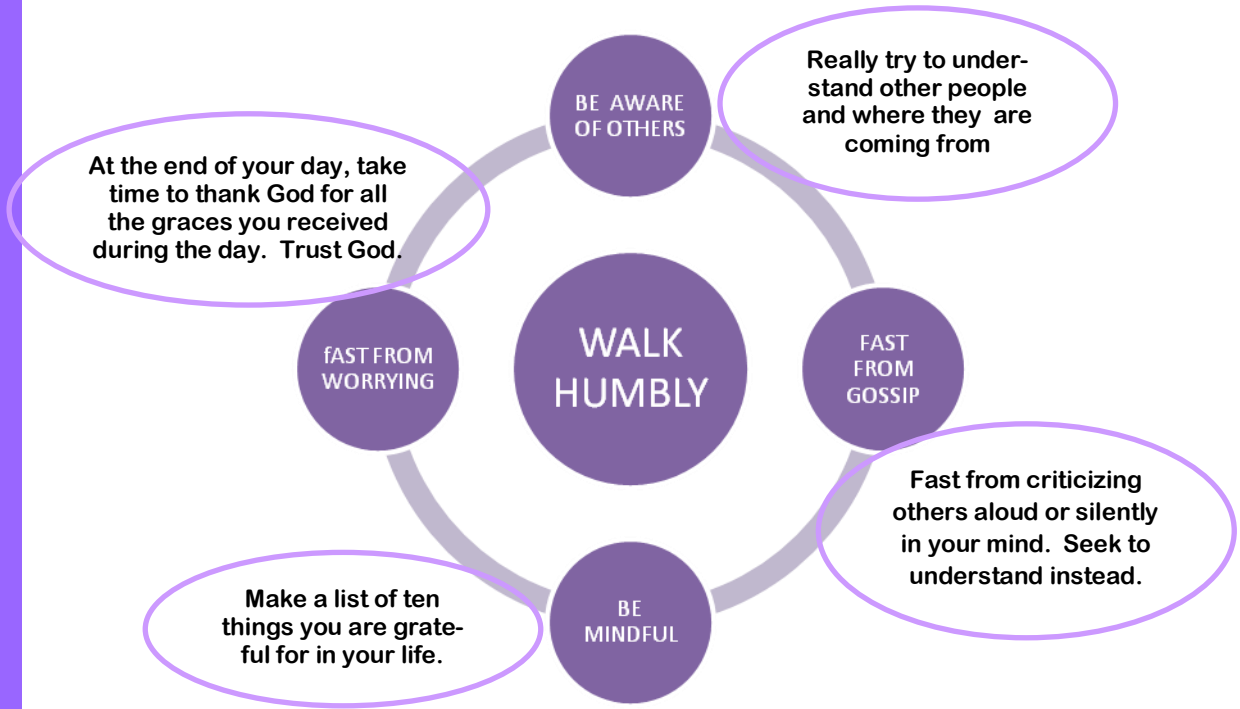 BE AWARE
OF OTHERS
Really try to under-
stand other people
and where they are
coming from
At the end of your day, take
time to thank God for all
the graces you received
during the day. Trust God.
fAST FROM
WORRYING
WALK
HUMBLY
FAST
FROM
GOSSIP
Fast from criticizing
others aloud or silently
in your mind. Seek to
understand instead.
Make a list of ten
things you are grate-
ful for in your life.
BE
MINDFUL